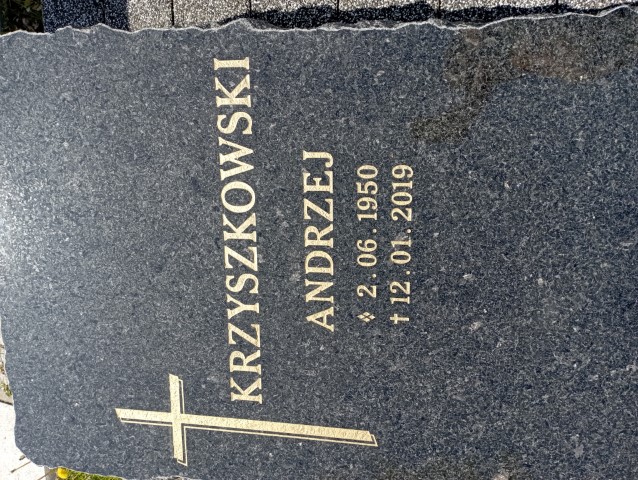 KRZYSZKOWSKI
ANDRZEJ
❖ 2.06.1950
✝ 12.01.2019